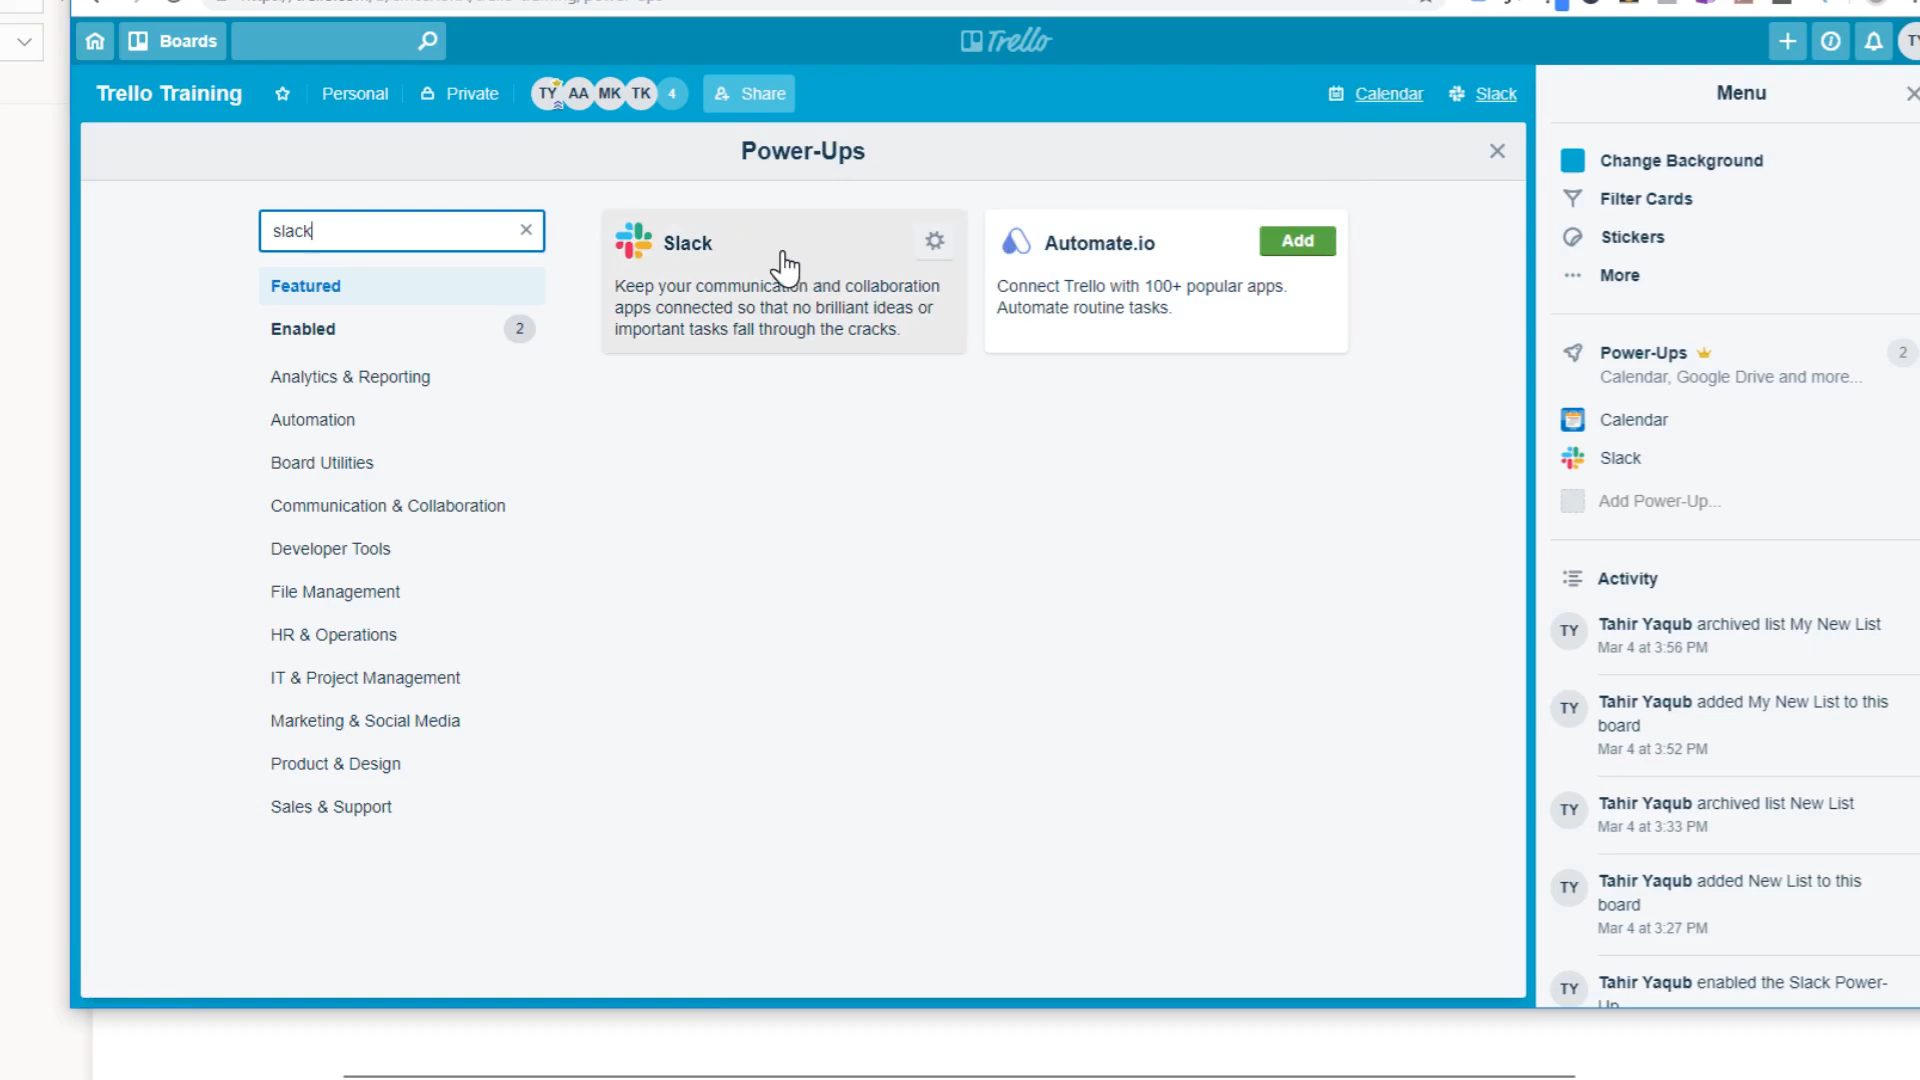 Boards
Trello
TY
Trello Training
Personal
Private
TY AA MK TK 4
Share
Calendar
Slack
Menu
Power-Ups
slack
Featured
Enabled 2
Analytics & Reporting
Automation
Board Utilities
Communication & Collaboration
Developer Tools
File Management
HR & Operations
IT & Project Management
Marketing & Social Media
Product & Design
Sales & Support
Slack
Keep your communication and collaboration
apps connected so that no brilliant ideas or
important tasks fall through the cracks.
Automate.io
Add
Connect Trello with 100+ popular apps.
Automate routine tasks.
Change Background
Filter Cards
Stickers
More
Power-Ups 2
Calendar, Google Drive and more...
Calendar
Slack
Add Power-Up...
Activity
TY
Tahir Yaqub archived list My New List
Mar 4 at 3:56 PM
TY
Tahir Yaqub added My New List to this
board
Mar 4 at 3:52 PM
TY
Tahir Yaqub archived list New List
Mar 4 at 3:33 PM
TY
Tahir Yaqub added New List to this
board
Mar 4 at 3:27 PM
TY
Tahir Yaqub enabled the Slack Power-
Up